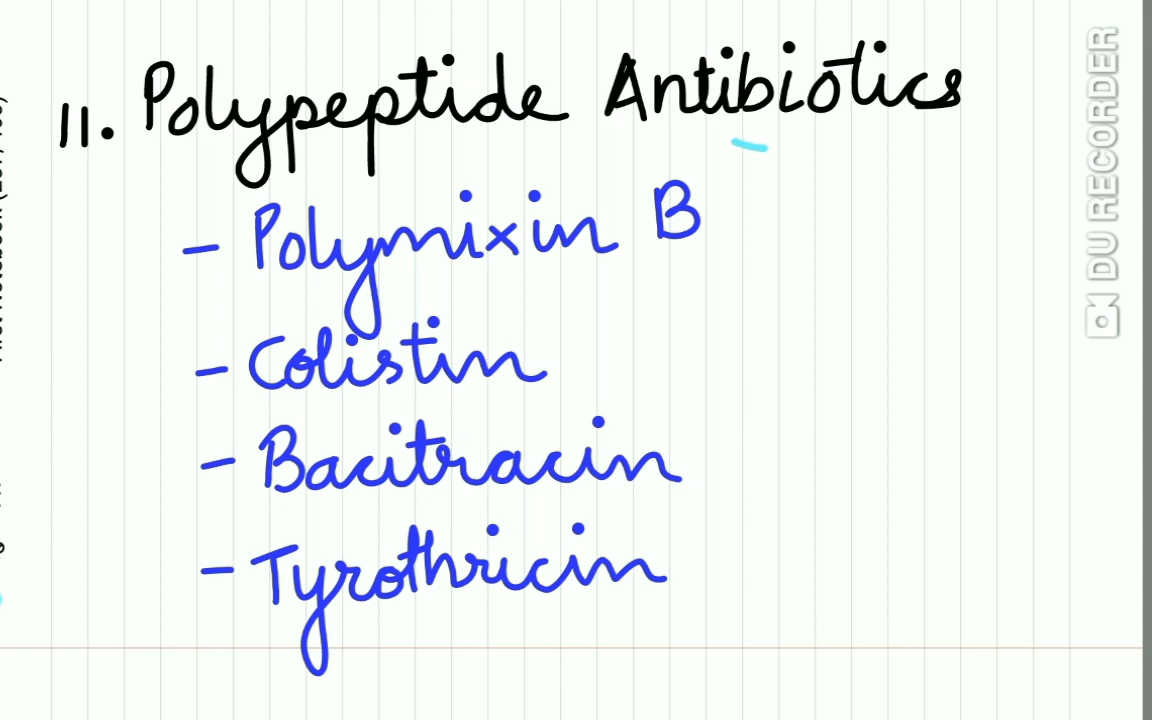 11. Polypeptide Antibiotics
- Polymixin B
- Colistin
- Bacitracin
- Tyrothricin
DU RECORDER